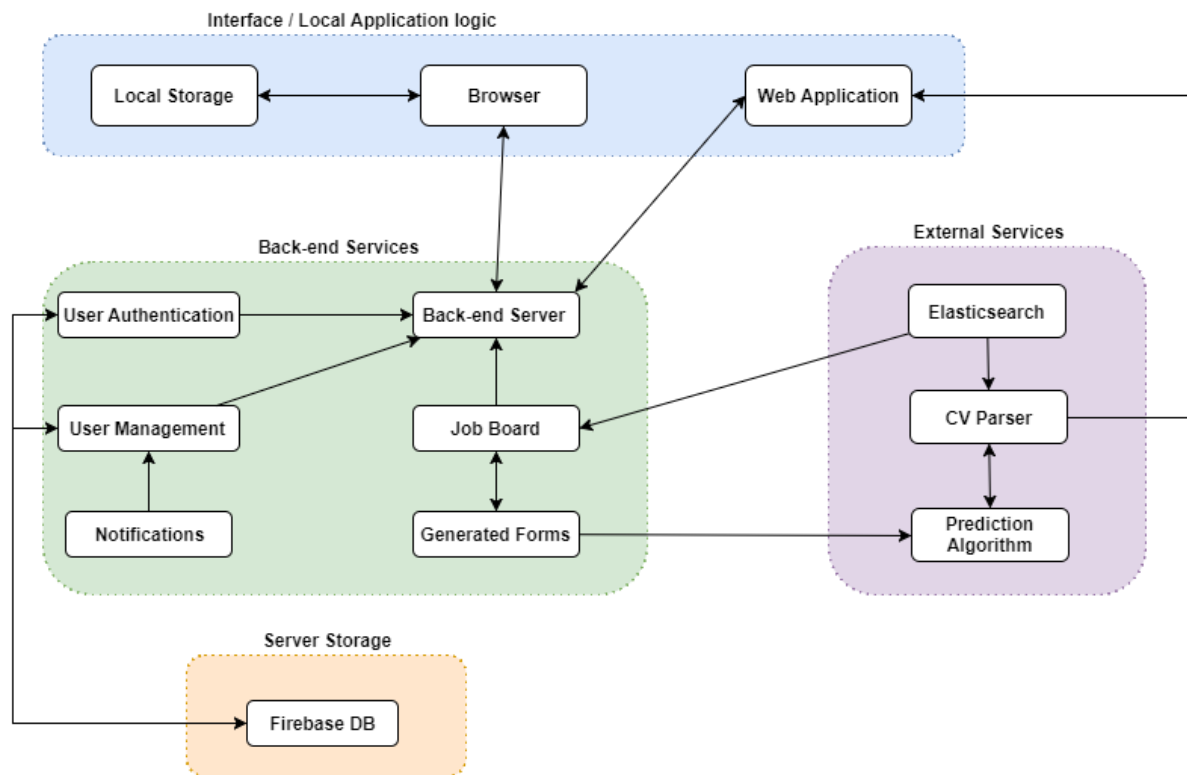 Interface / Local Application logic
Local Storage
Browser
Web Application
Back-end Services
External Services
User Authentication
Back-end Server
Elasticsearch
User Management
Job Board
CV Parser
Notifications
Generated Forms
Prediction
Algorithm
Server Storage
Firebase DB